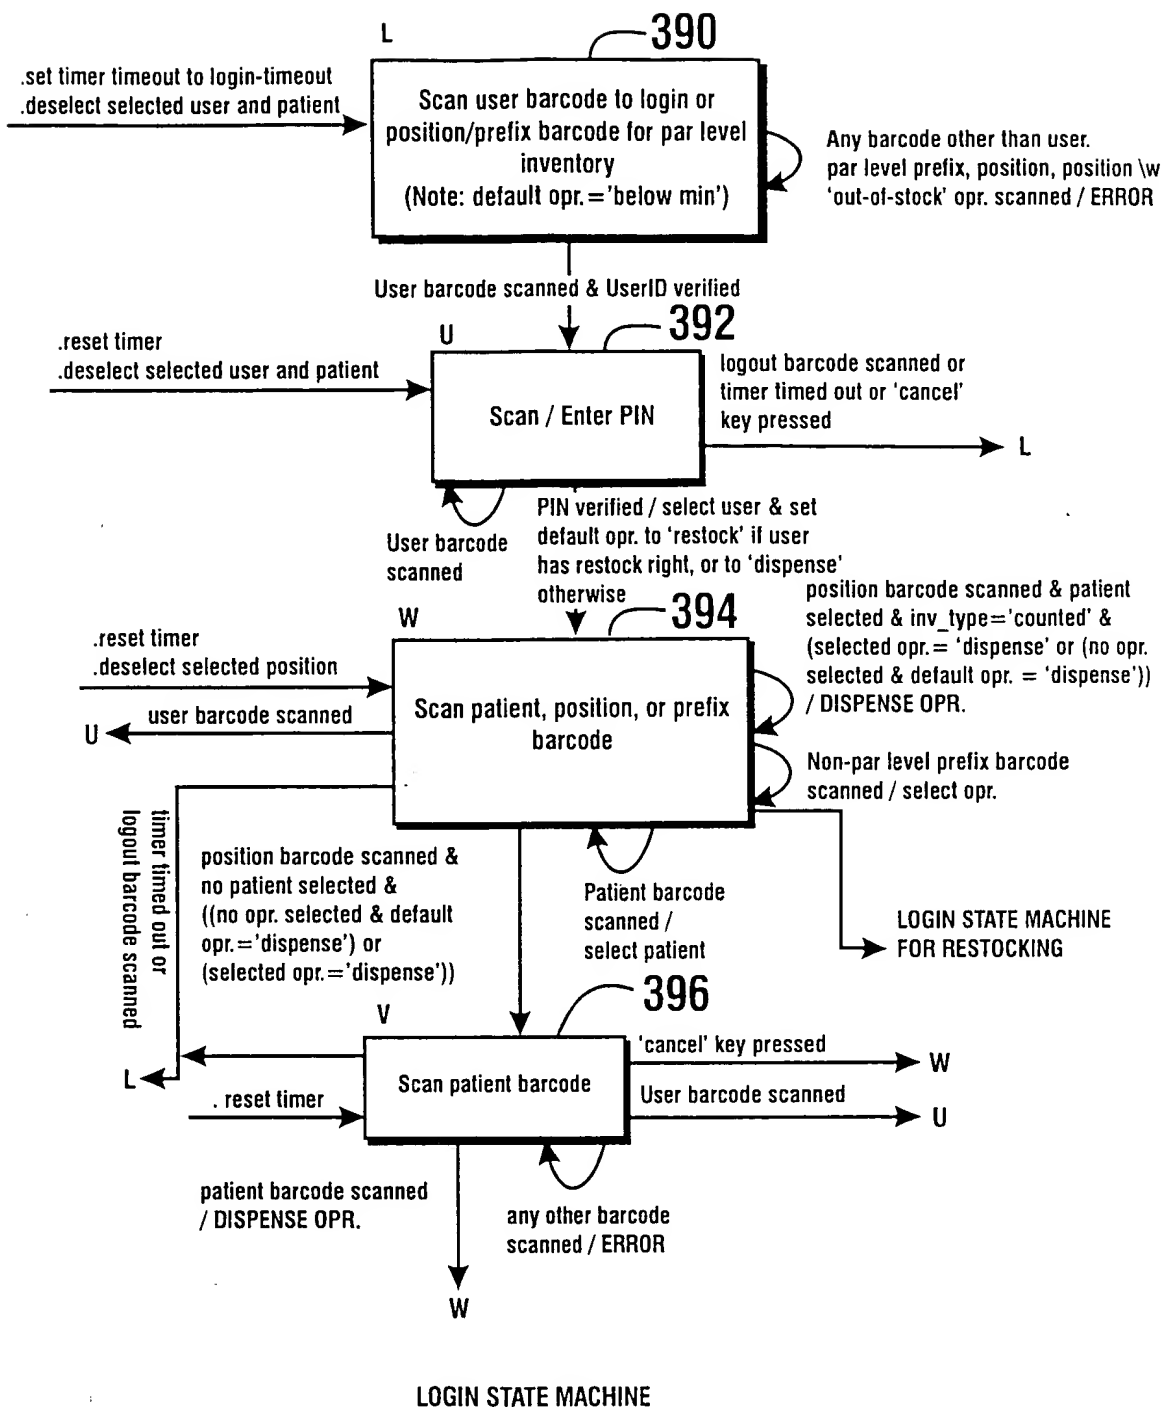 L
390
.set timer timeout to login-timeout
.deselect selected user and patient
Scan user barcode to login or
position/prefix barcode for par level
inventory
(Note: default opr.='below min')
Any barcode other than user.
par level prefix, position, position \w
'out-of-stock' opr. scanned / ERROR
User barcode scanned & UserID verified
U
392
.reset timer
.deselect selected user and patient
Scan / Enter PIN
logout barcode scanned or
timer timed out or 'cancel'
key pressed
L
User barcode
scanned
PIN verified / select user & set
default opr. to 'restock' if user
has restock right, or to 'dispense'
otherwise
W
394
.reset timer
.deselect selected position
Scan patient, position, or prefix
barcode
position barcode scanned & patient
selected & inv_type='counted' &
(selected opr.= 'dispense' or (no opr.
selected & default opr. = 'dispense'))
/ DISPENSE OPR.
user barcode scanned
U
Non-par level prefix barcode
scanned / select opr.
timer timed out or
logout barcode scanned
position barcode scanned &
no patient selected &
((no opr. selected & default
opr.='dispense') or
(selected opr.='dispense'))
Patient barcode
scanned /
select patient
LOGIN STATE MACHINE
FOR RESTOCKING
V
396
L
Scan patient barcode
'cancel' key pressed
W
. reset timer
User barcode scanned
U
patient barcode scanned
/ DISPENSE OPR.
any other barcode
scanned / ERROR
W
LOGIN STATE MACHINE